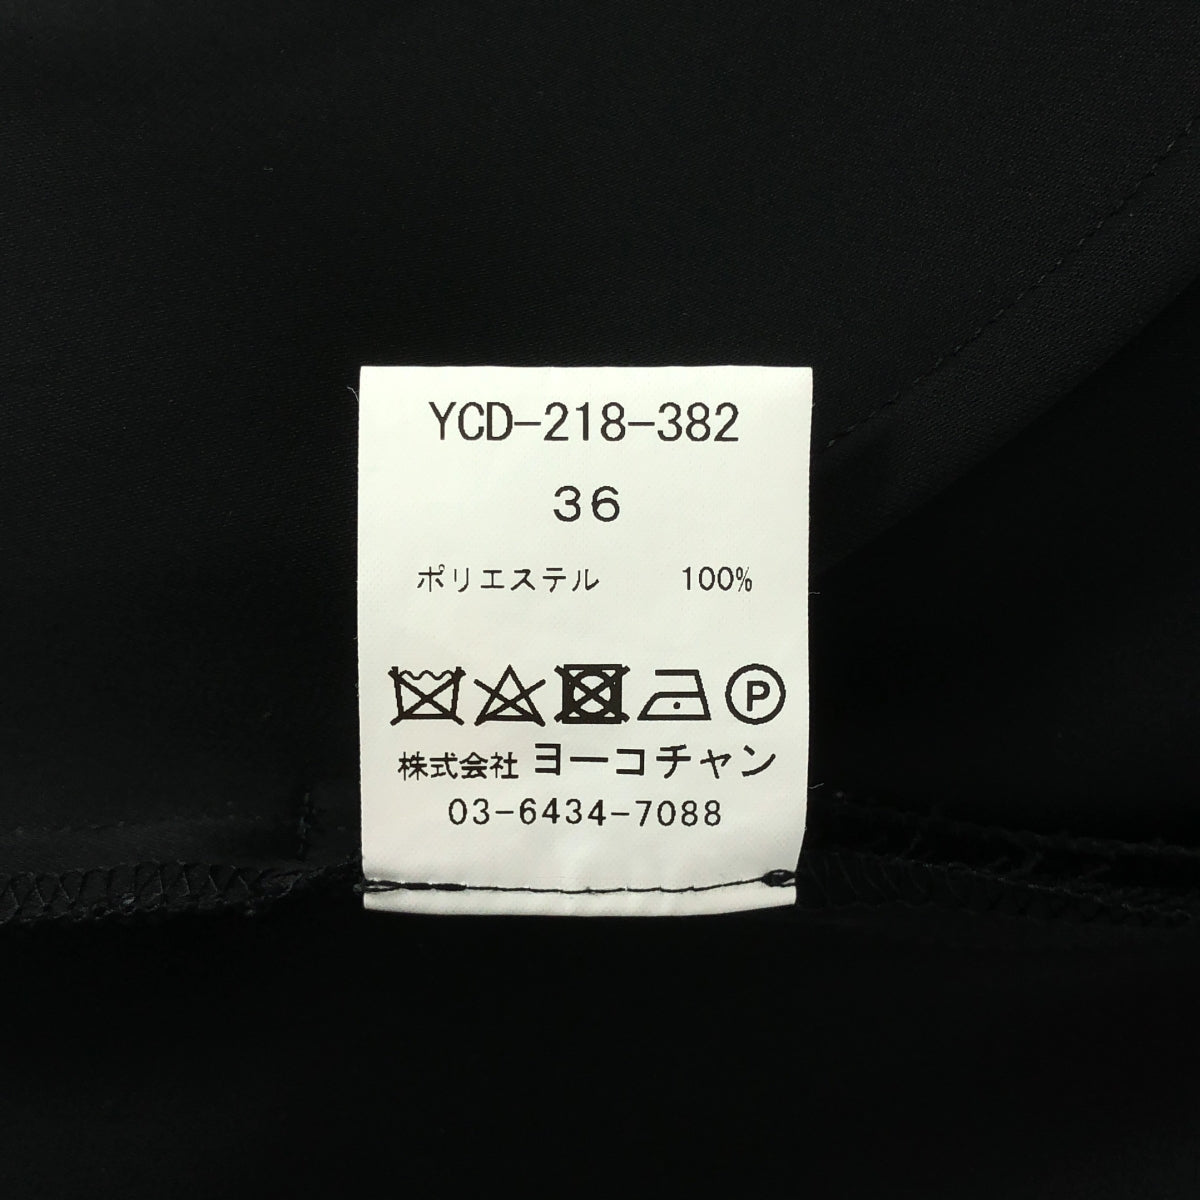 YCD-218-382
36
ポリエステル 100%
P
株式会社 ヨーコチャン
03-6434-7088